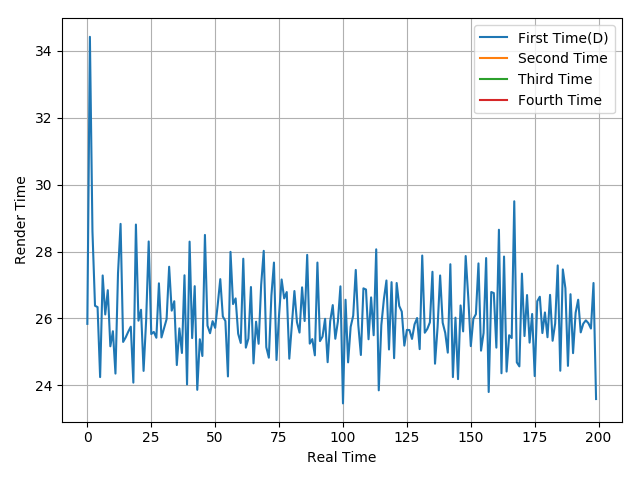 First Time(D)
Second Time
Third Time
Fourth Time
34
32
30
28
26
24
Render Time
0 25 50 75 100 125 150 175 200
Real Time